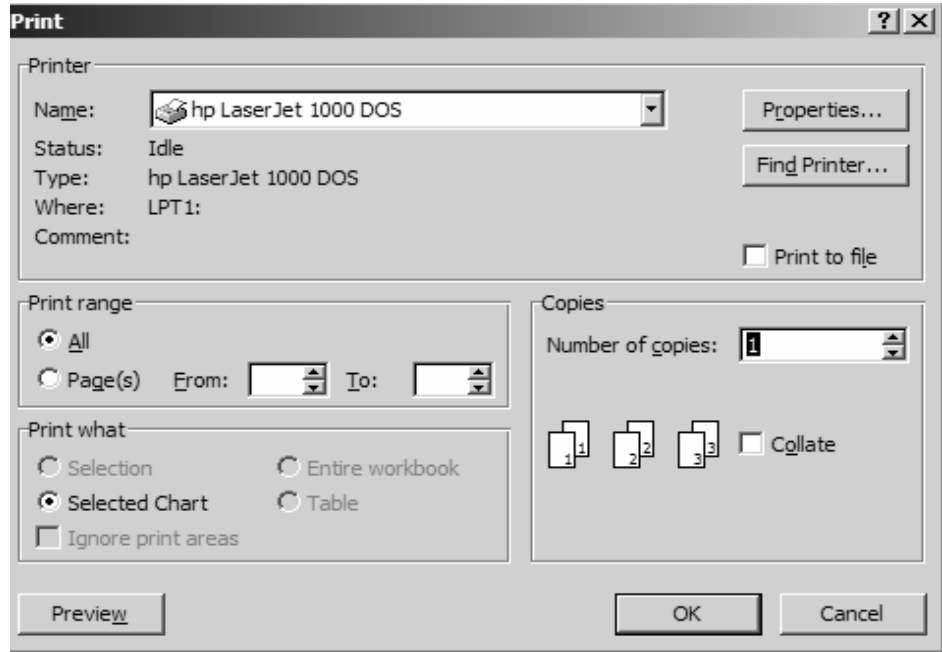 Print
Printer
Name: hp LaserJet 1000 DOS Properties...
Status: Idle
Find Printer...
Type: hp LaserJet 1000 DOS
Where: LPT1:
Comment:
Print to file
Print range
All
Page(s) From: To:
Copies
Number of copies: 1
1 1 2 2 3 3 Collate
Print what
Selection Entire workbook
Selected Chart Table
Ignore print areas
Preview OK Cancel